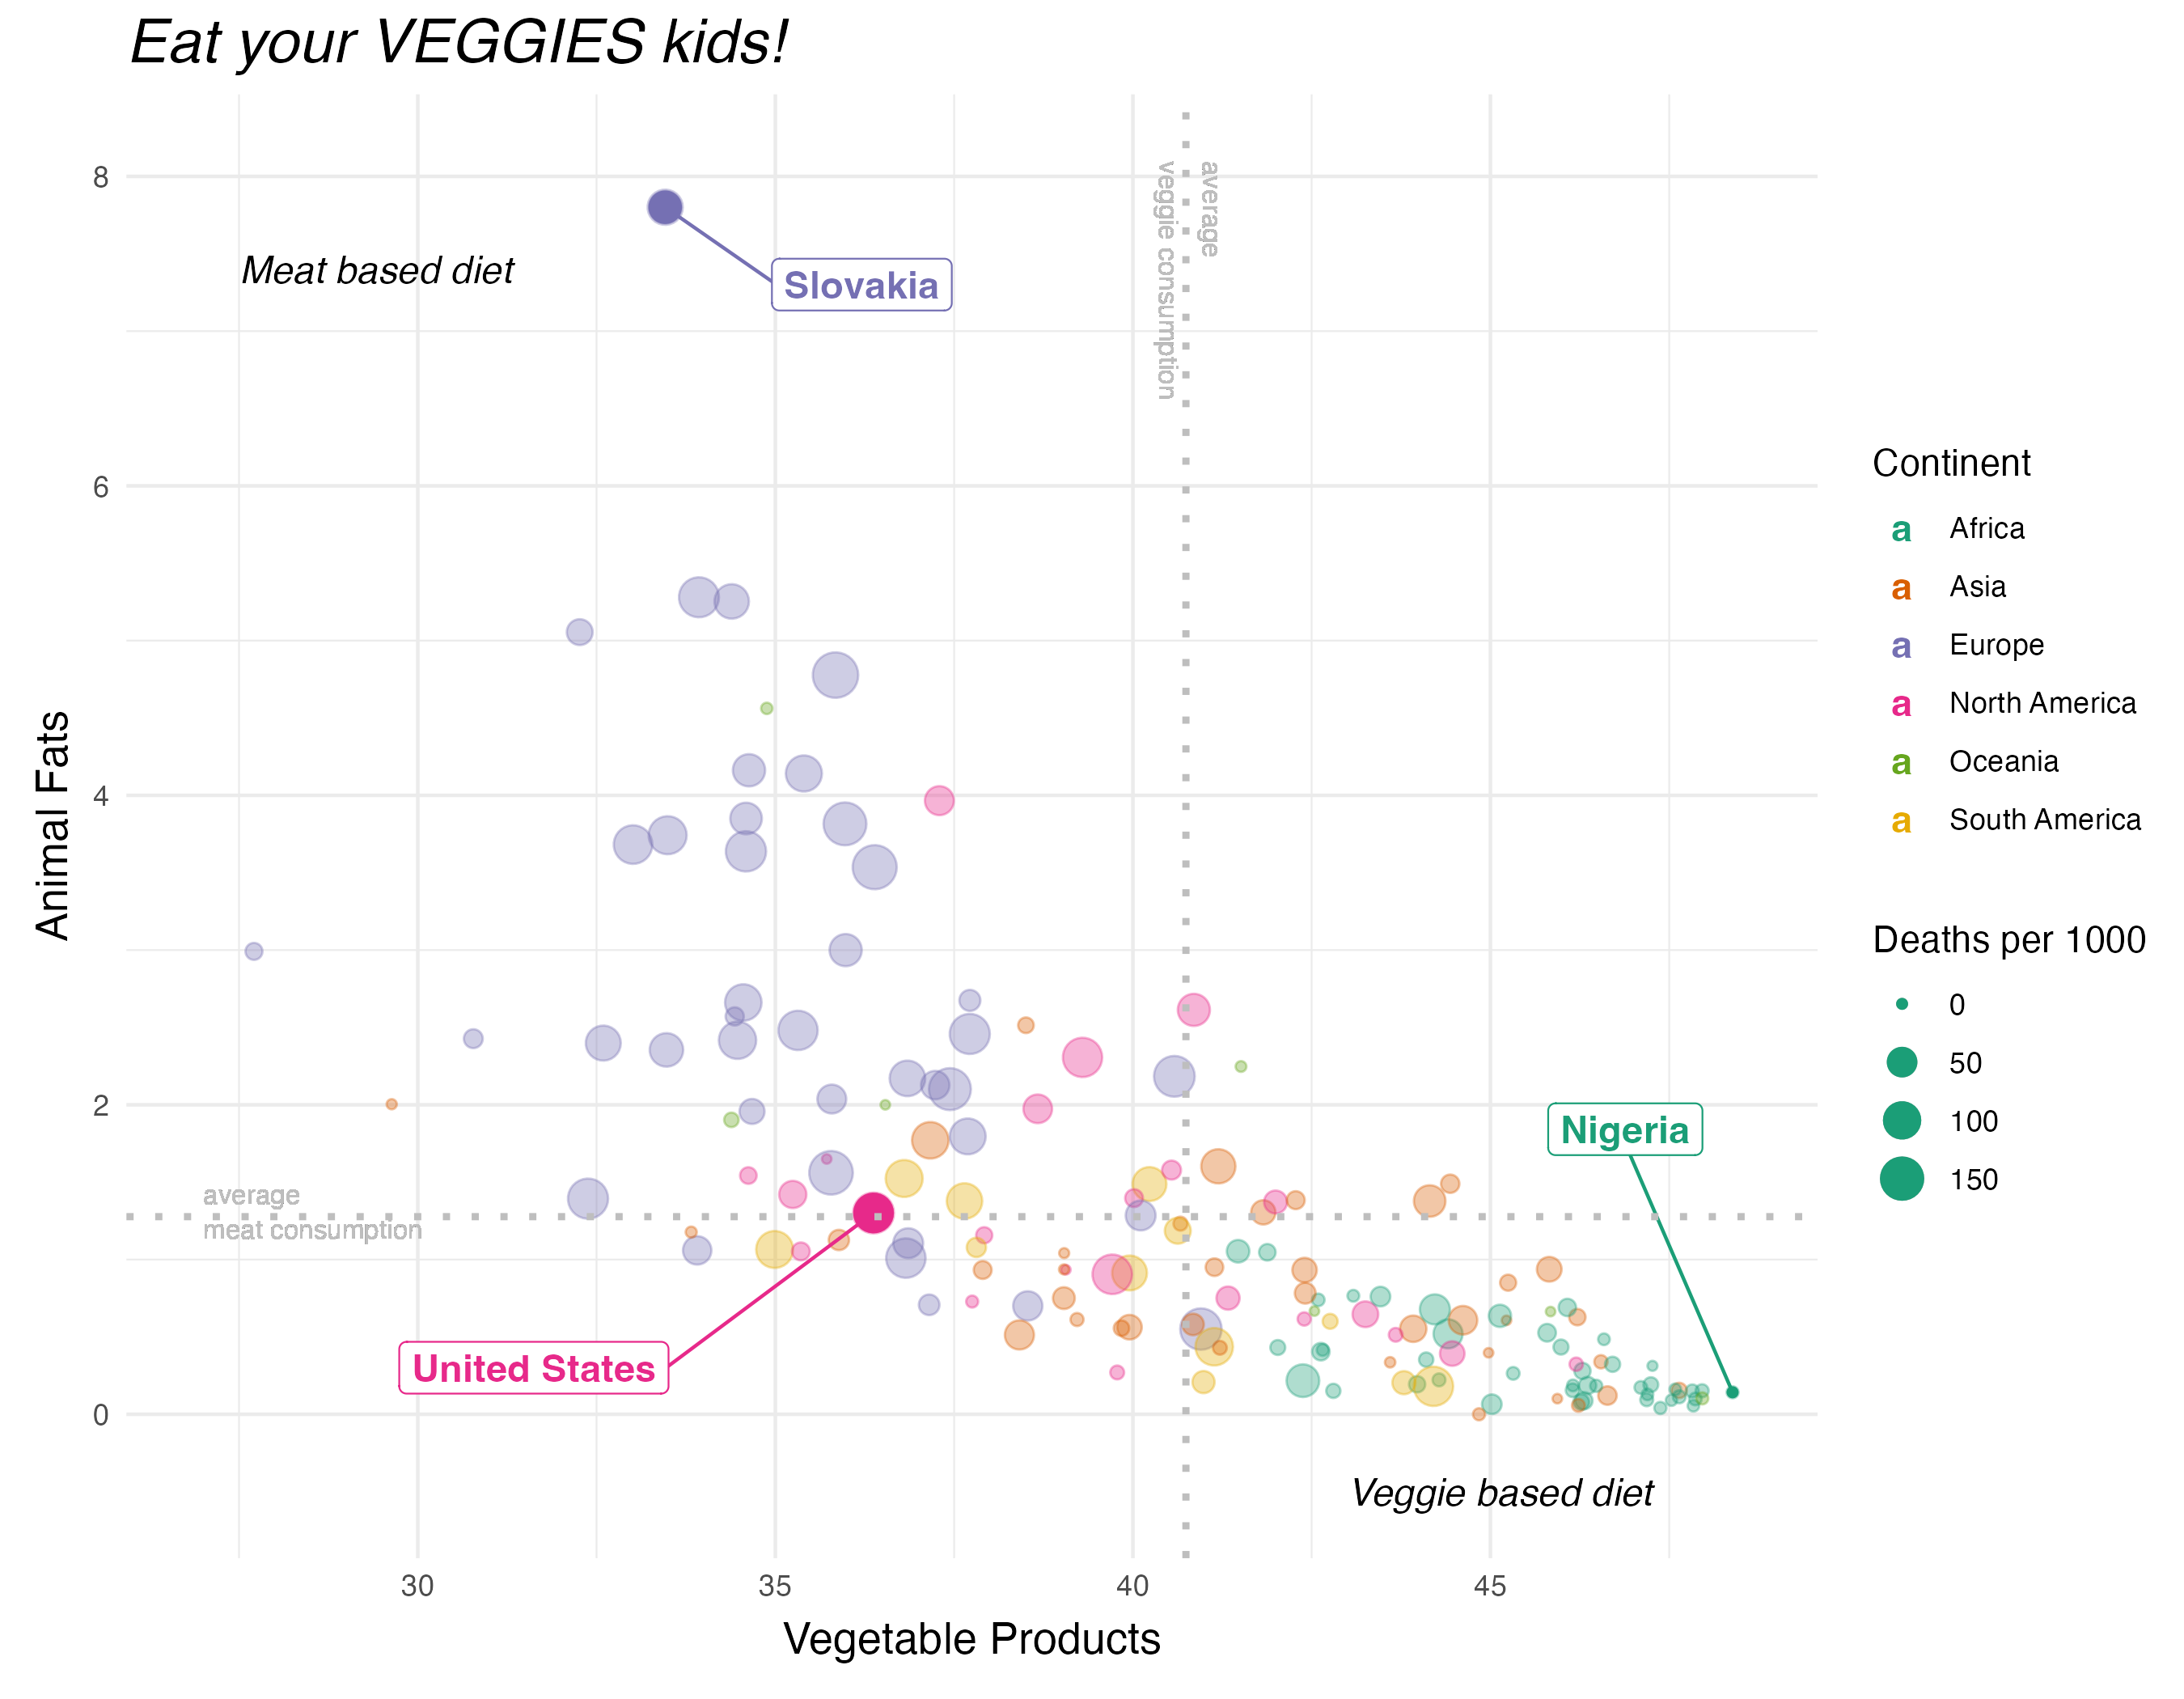 Eat your VEGGIES kids!
8
6
4
2
0
Animal Fats
Meat based diet
Slovakia
average
veggie consumption
average
meat consumption
United States
Nigeria
Veggie based diet
30
35
40
45
Vegetable Products
Continent
a Africa
a Asia
a Europe
a North America
a Oceania
a South America
Deaths per 1000
0
50
100
150